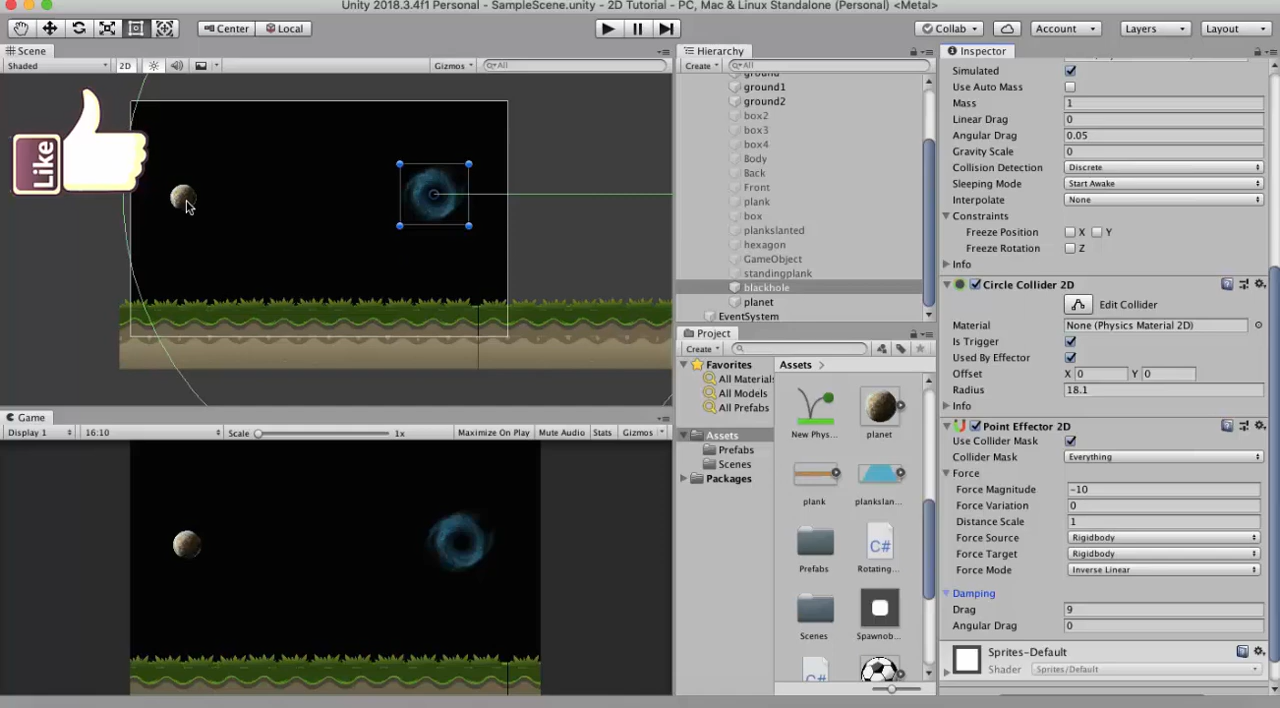 Unity 2018.3.4f1 Personal - SampleScene.unity - 2D Tutorial - PC, Mac & Linux Standalone (Personal) <Metal>
Center Local Collab Account Layers Layout
Scene
Shaded 2D Gizmos All
Like
Game
Display 1 16:10 Scale 1x Maximize On Play Mute Audio Stats Gizmos
Hierarchy
Create All
ground
ground1
ground2
box2
box3
box4
Body
Back
Front
plank
box
plankslanted
hexagon
GameObject
standingplank
blackhole
planet
EventSystem
Project
Create
Favorites
All Materials
All Models
All Prefabs
Assets
Prefabs
Scenes
Packages
Assets
New Phys...
planet
plank
plankslan...
Prefabs
C#
Rotating...
Scenes
Spawnob...
C#
Inspector
Simulated
Use Auto Mass
Mass 1
Linear Drag 0
Angular Drag 0.05
Gravity Scale 0
Collision Detection Discrete
Sleeping Mode Start Awake
Interpolate None
Constraints
Freeze Position X Y
Freeze Rotation Z
Info
Circle Collider 2D
Edit Collider
Material None (Physics Material 2D)
Is Trigger
Used By Effector
Offset X 0 Y 0
Radius 18.1
Info
Point Effector 2D
Use Collider Mask
Collider Mask Everything
Force
Force Magnitude -10
Force Variation 0
Distance Scale 1
Force Source Rigidbody
Force Target Rigidbody
Force Mode Inverse Linear
Damping
Drag 9
Angular Drag 0
Sprites-Default
Shader Sprites/Default